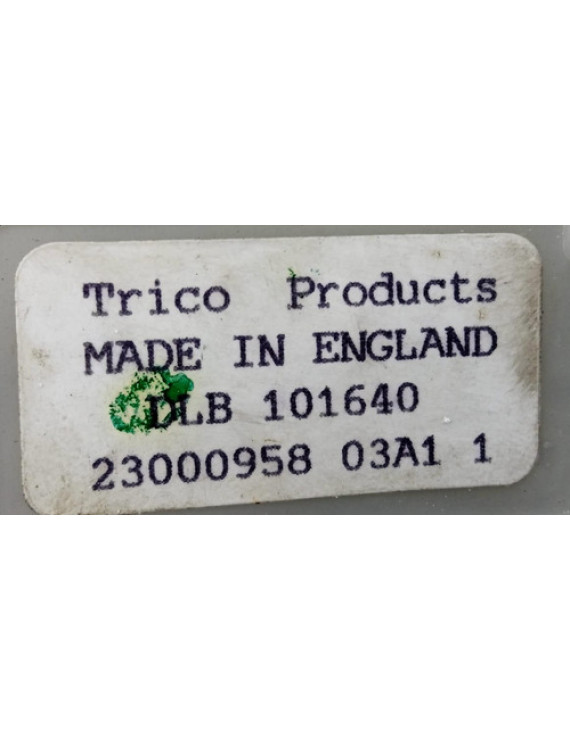 Trico Products
MADE IN ENGLAND
DLB 101640
23000958 03A1 1